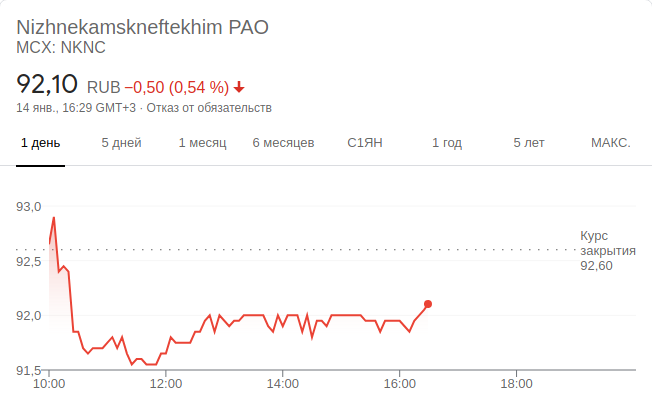 Nizhnekamskneftekhim PAO
MCX: NKNC
92,10 RUB −0,50 (0,54 %)
14 янв., 16:29 GMT+3 · Отказ от обязательств
1 день 5 дней 1 месяц 6 месяцев С1ЯН 1 год 5 лет МАКС.
93,0
Курс
закрытия
92,60
92,5
92,0
91,5
10:00 12:00 14:00 16:00 18:00